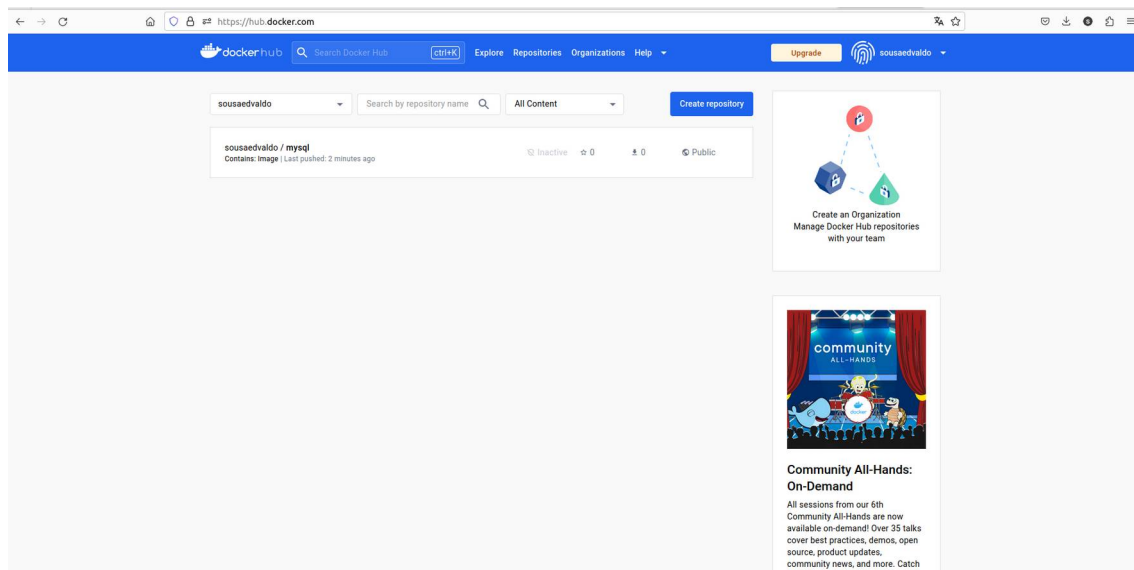 https://hub.docker.com
dockerhub
Search Docker Hub
ctrl+K
Explore
Repositories
Organizations
Help
Upgrade
sousaedvaldo
sousaedvaldo
Search by repository name
All Content
Create repository
sousaedvaldo / mysql
Contains: Image | Last pushed: 2 minutes ago
Inactive
0
0
Public
Create an Organization
Manage Docker Hub repositories
with your team
community
ALL-HANDS
docker
Community All-Hands:
On-Demand
All sessions from our 6th
Community All-Hands are now
available on-demand! Over 35 talks
cover best practices, demos, open
source, product updates,
community news, and more. Catch